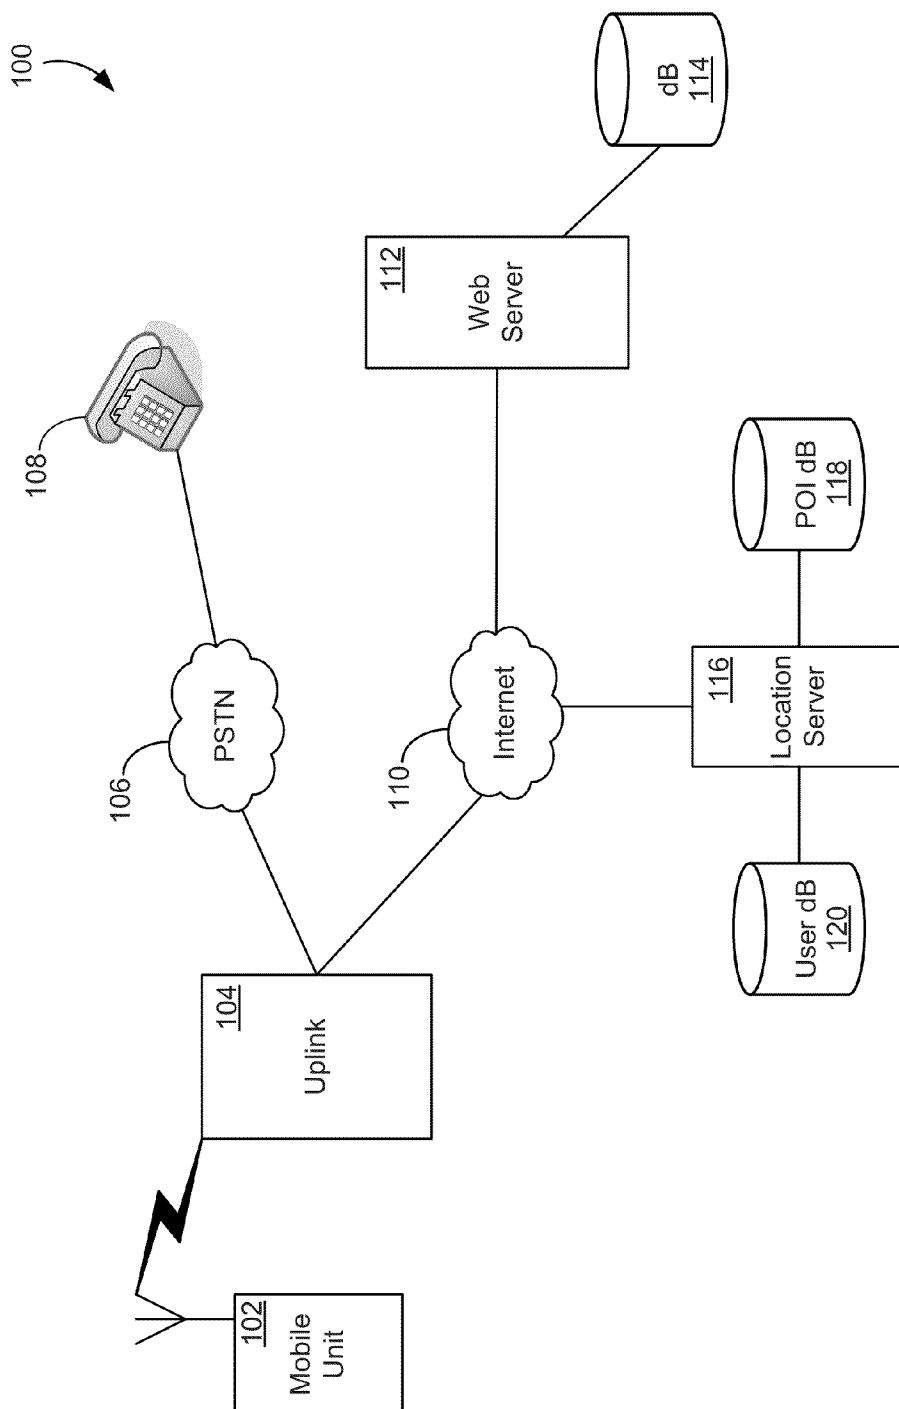 100
108
106
PSTN
110
Internet
102
Mobile
Unit
104
Uplink
112
Web
Server
dB
114
116
Location
Server
POI dB
118
User dB
120